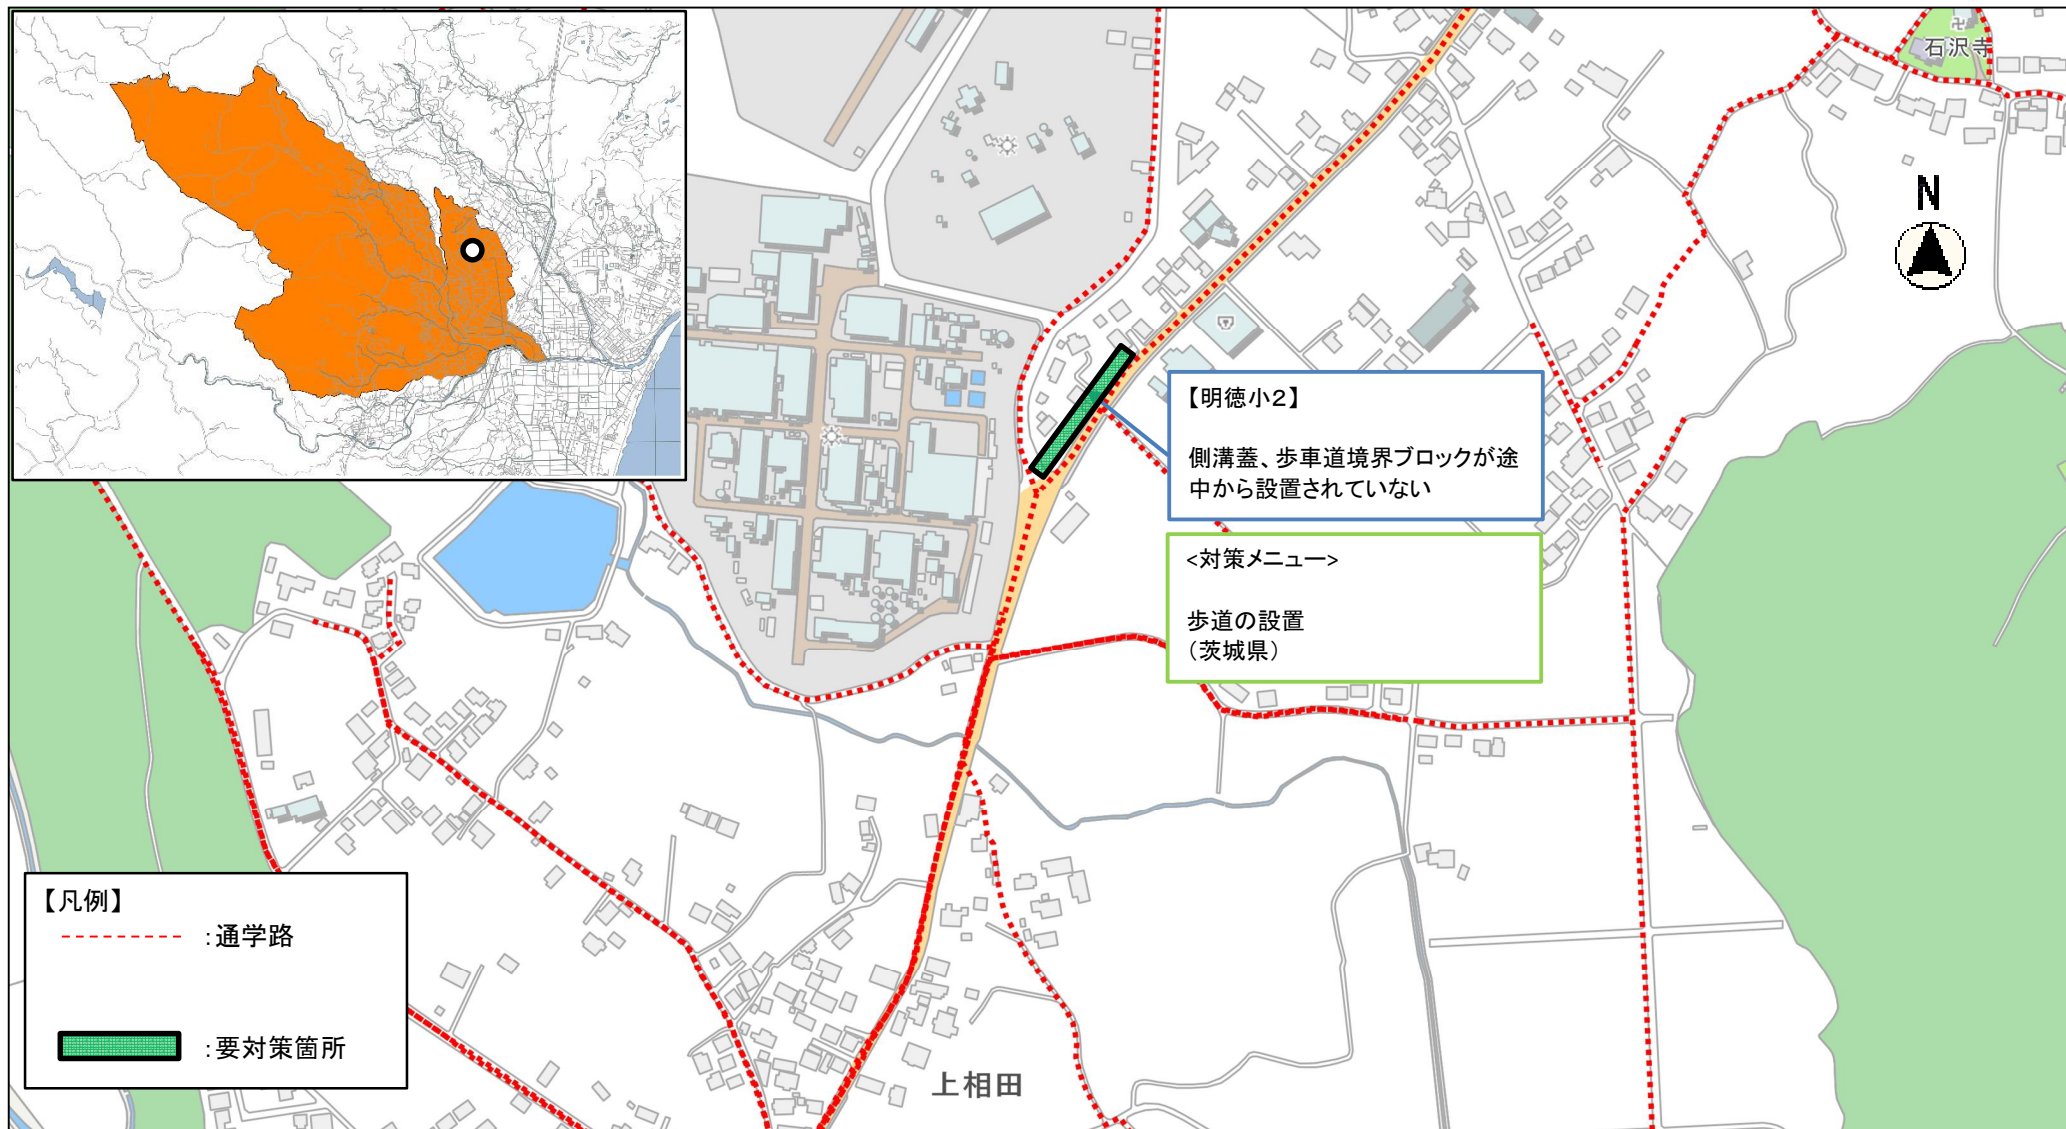 石沢寺
N
【明徳小２】
側溝蓋、歩車道境界ブロックが途
中から設置されていない
<対策メニュー>
歩道の設置
（茨城県）
【凡例】
：通学路
：要対策箇所
上相田